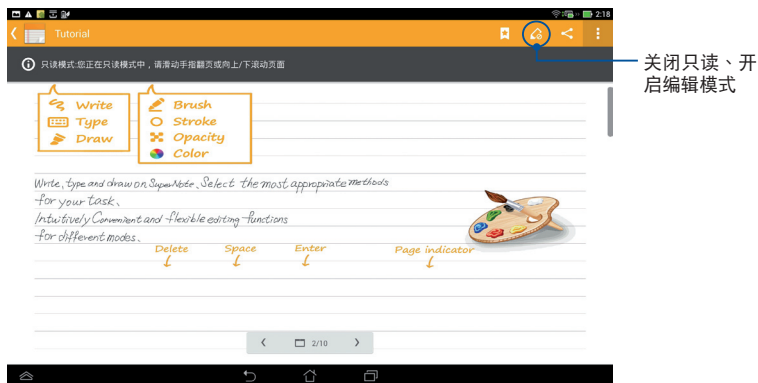 2:18
Tutorial
只读模式:您正在只读模式中，请滑动手指翻页或向上/下滚动页面
关闭只读、开
启编辑模式
Write
Type
Draw
Brush
Stroke
Opacity
Color
Write, type and draw on SuperNote. Select the most appropriate methods
for your task.
Intuitively Convenient and flexible editing functions
for different modes.
Delete Space Enter Page indicator
2/10